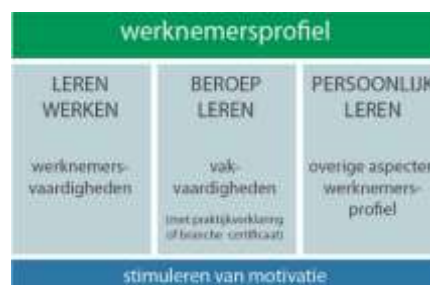 werknemersprofiel
LEREN
WERKEN
werknemers-
vaardigheden
BEROEP
LEREN
vak-
vaardigheden
(met praktijkverklaring
of branche certificaat)
PERSOONLIJK
LEREN
overige aspecten
werknemers-
profiel
stimuleren van motivatie